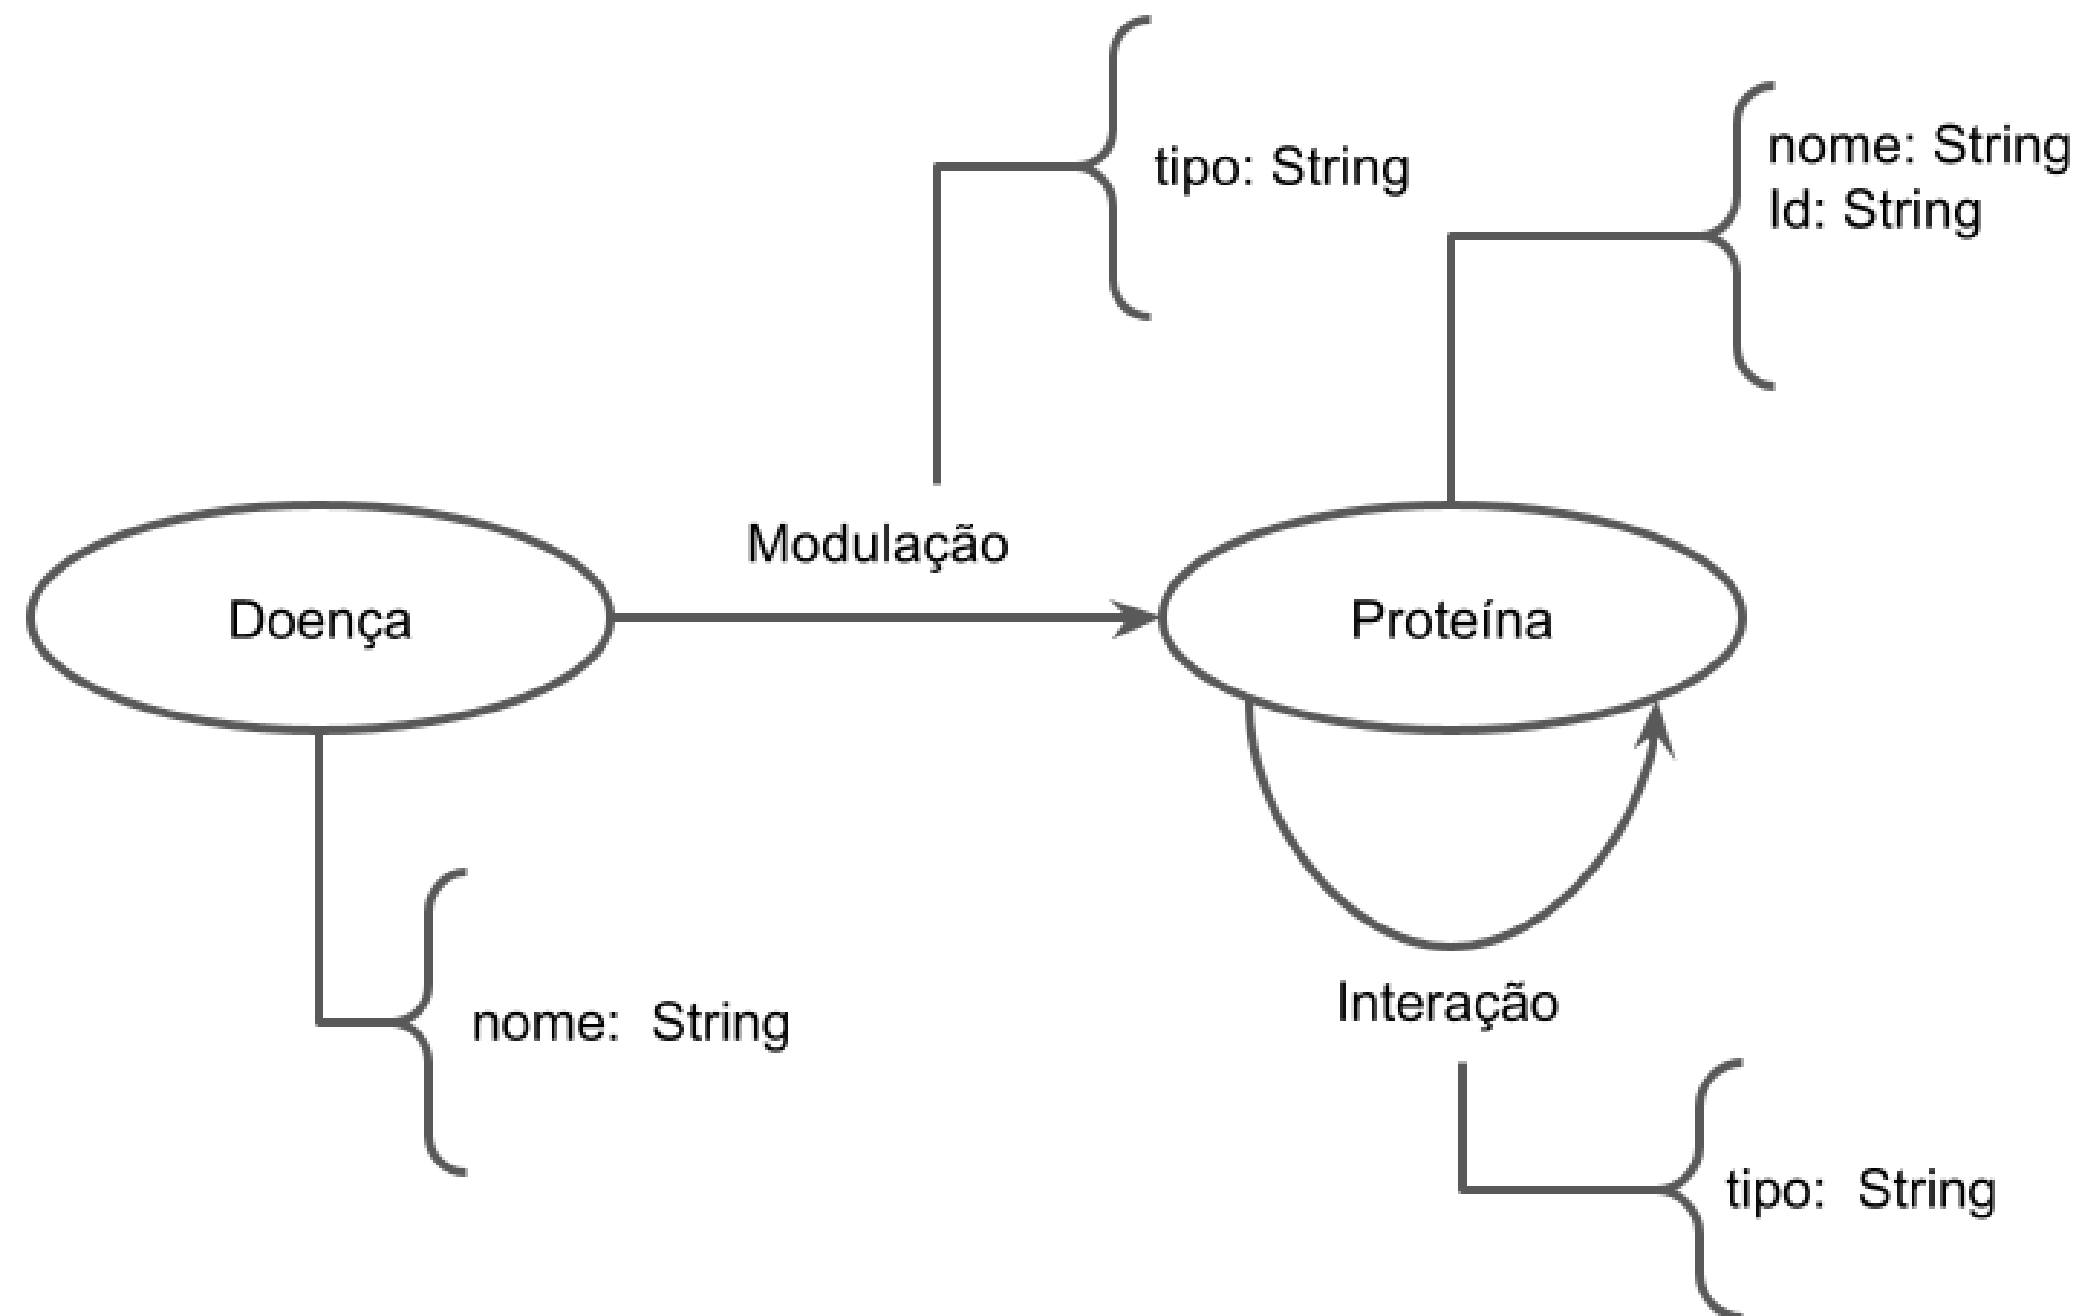 tipo: String
nome: String
Id: String
Modulação
Doença
Proteína
nome: String
Interação
tipo: String